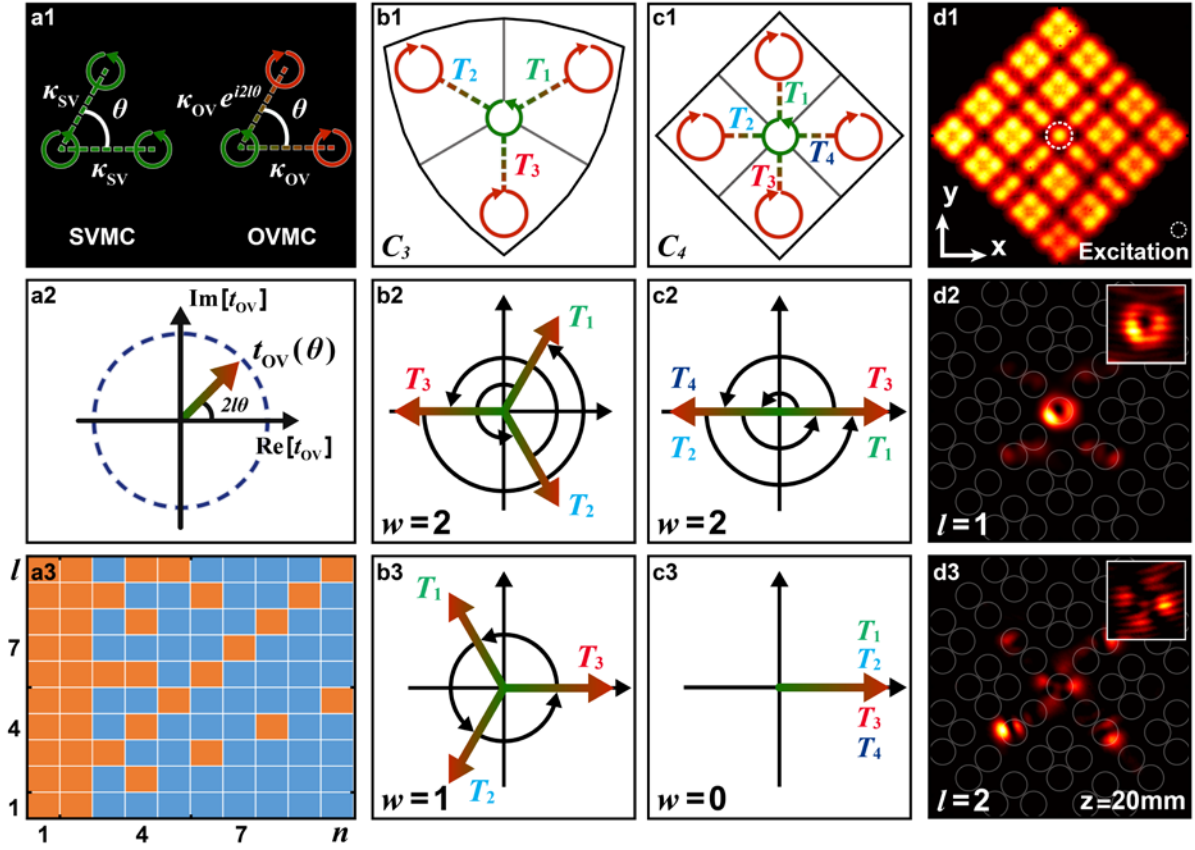 a1
κSV
θ
κSV
SVMC
κOV e^i2lθ
θ
κOV
OVMC
b1
T2
T1
T3
C3
c1
T1
T2
T4
T3
C4
d1
y
x
Excitation
a2
Im[tOV]
tOV(θ)
2lθ
Re[tOV]
b2
T1
T3
T2
w=2
c2
T4
T3
T2
T1
w=2
d2
l=1
a3
l
7
4
1
1
4
7
n
b3
T1
T3
T2
w=1
c3
T1
T2
T3
T4
w=0
d3
l=2
z=20mm